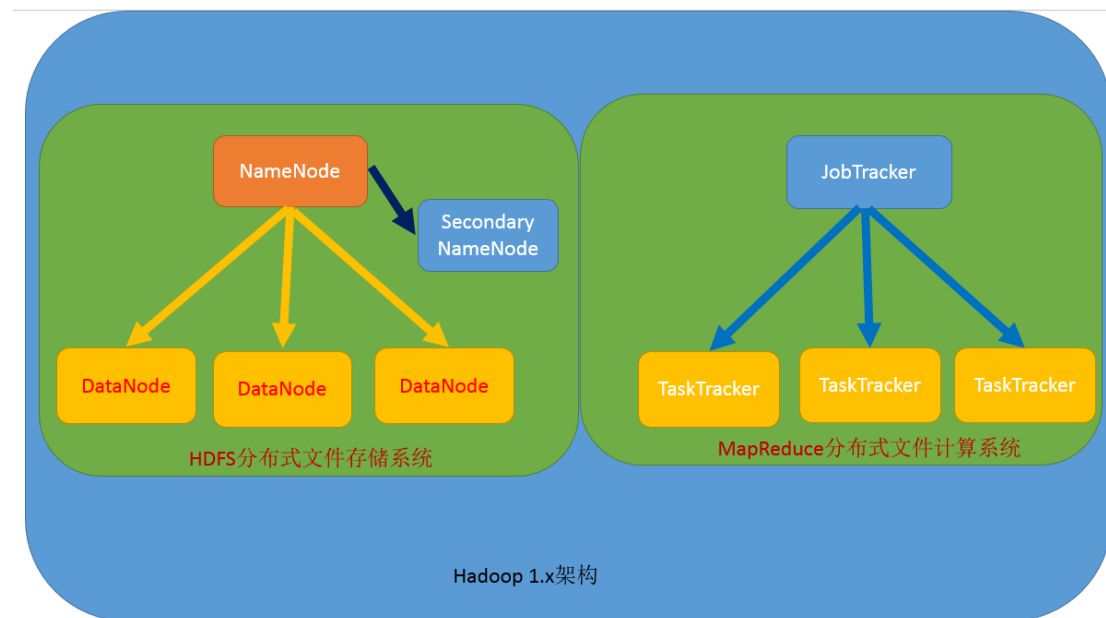 NameNode
JobTracker
Secondary
NameNode
DataNode
DataNode
DataNode
TaskTracker
TaskTracker
TaskTracker
HDFS分布式文件存储系统
MapReduce分布式文件计算系统
Hadoop 1.x架构